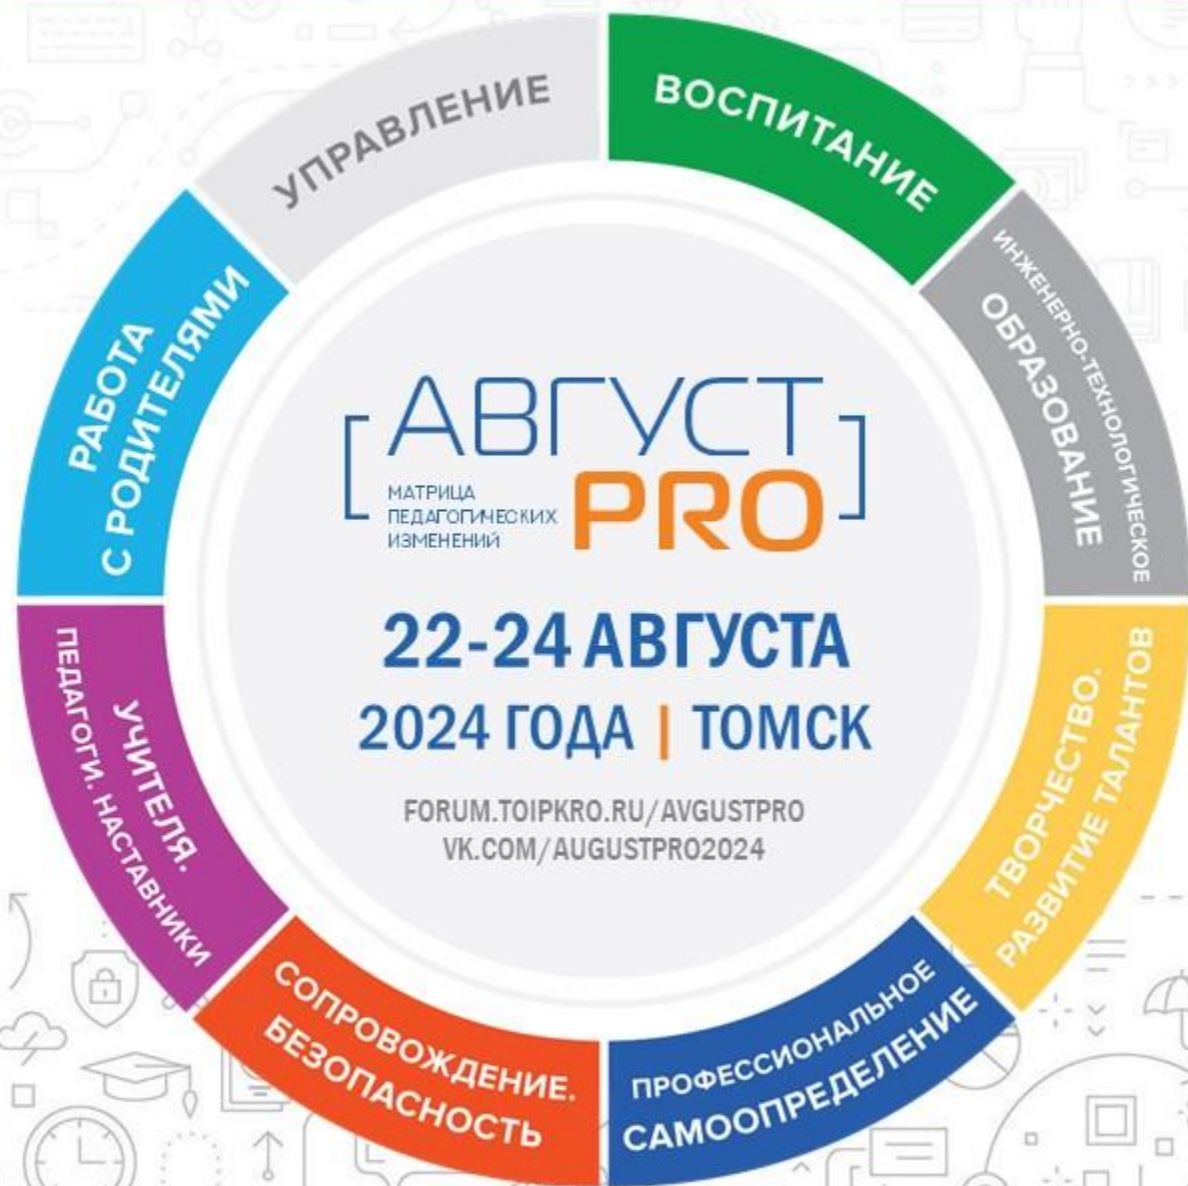 УПРАВЛЕНИЕ
ВОСПИТАНИЕ
ИНЖЕНЕРНО-ТЕХНОЛОГИЧЕСКОЕ
ОБРАЗОВАНИЕ
ТВОРЧЕСТВО.
РАЗВИТИЕ ТАЛАНТОВ
ПРОФЕССИОНАЛЬНОЕ
САМООПРЕДЕЛЕНИЕ
СОПРОВОЖДЕНИЕ.
БЕЗОПАСНОСТЬ
УЧИТЕЛЯ.
ПЕДАГОГИ. НАСТАВНИКИ
РАБОТА
С РОДИТЕЛЯМИ
[АВГУСТ
PRO]
МАТРИЦА
ПЕДАГОГИЧЕСКИХ
ИЗМЕНЕНИЙ
22-24 АВГУСТА
2024 ГОДА | ТОМСК
FORUM.TOIPKRO.RU/AVGUSTPRO
VK.COM/AUGUSTPRO2024